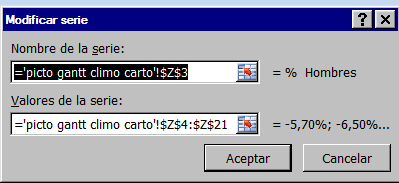 Modificar serie
?
Nombre de la serie:
='picto gantt climo carto'!$Z$3 = % Hombres
Valores de la serie:
='picto gantt climo carto'!$Z$4:$Z$21 = -5,70%; -6,50%...
Aceptar Cancelar